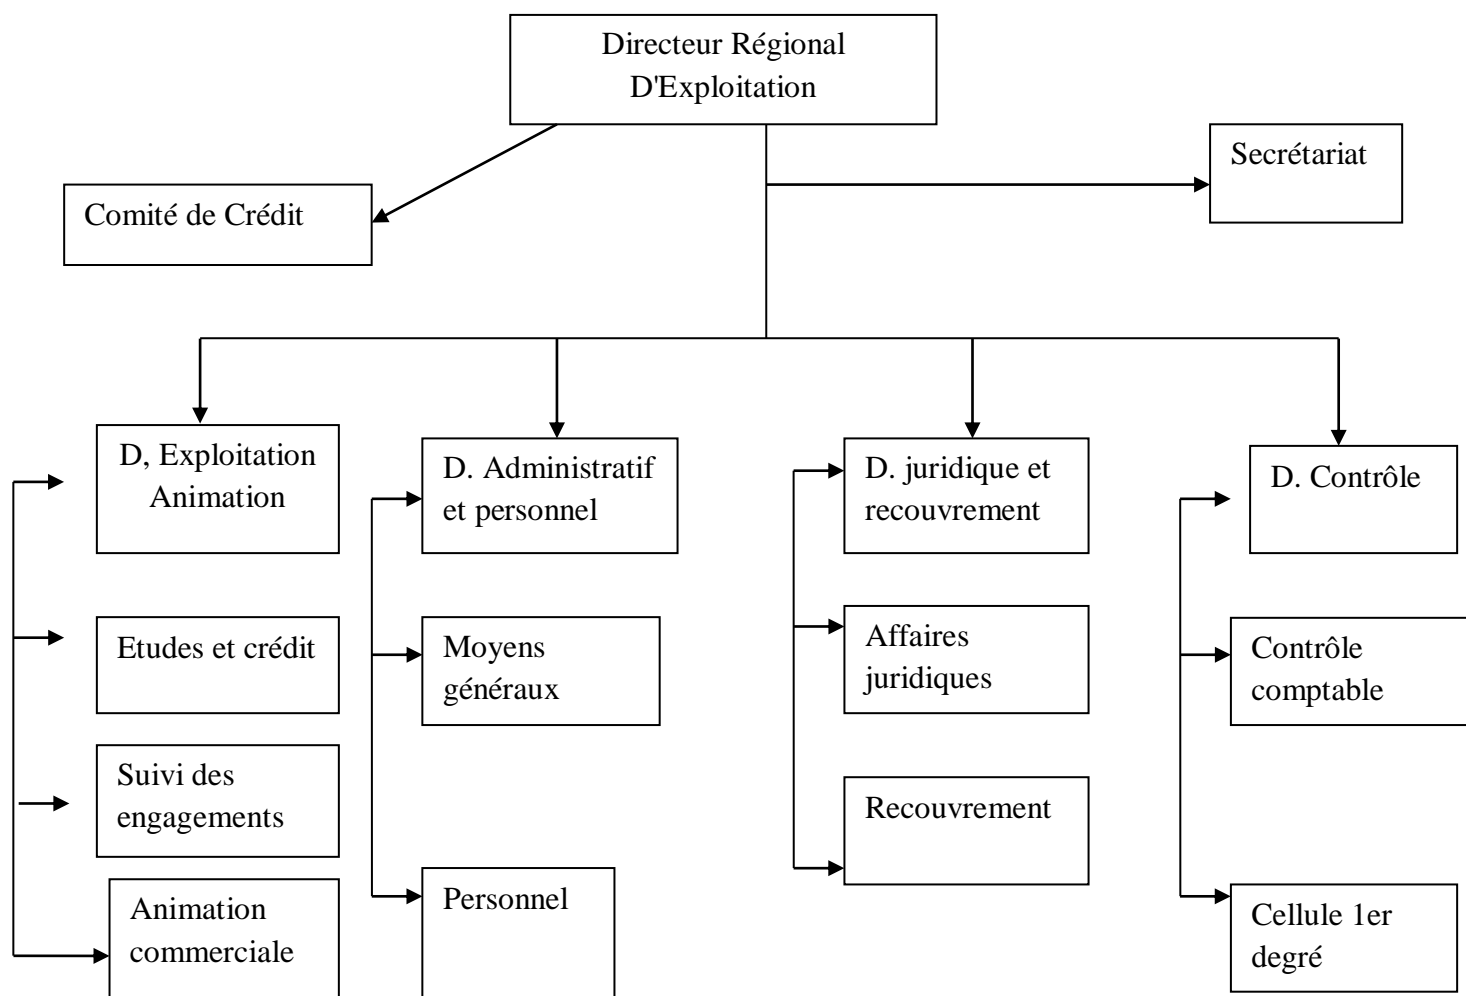 Directeur Régional
D'Exploitation
Secrétariat
Comité de Crédit
D, Exploitation
Animation
D. Administratif
et personnel
D. juridique et
recouvrement
D. Contrôle
Etudes et crédit
Moyens
généraux
Affaires
juridiques
Contrôle
comptable
Suivi des
engagements
Recouvrement
Animation
commerciale
Personnel
Cellule 1er
degré